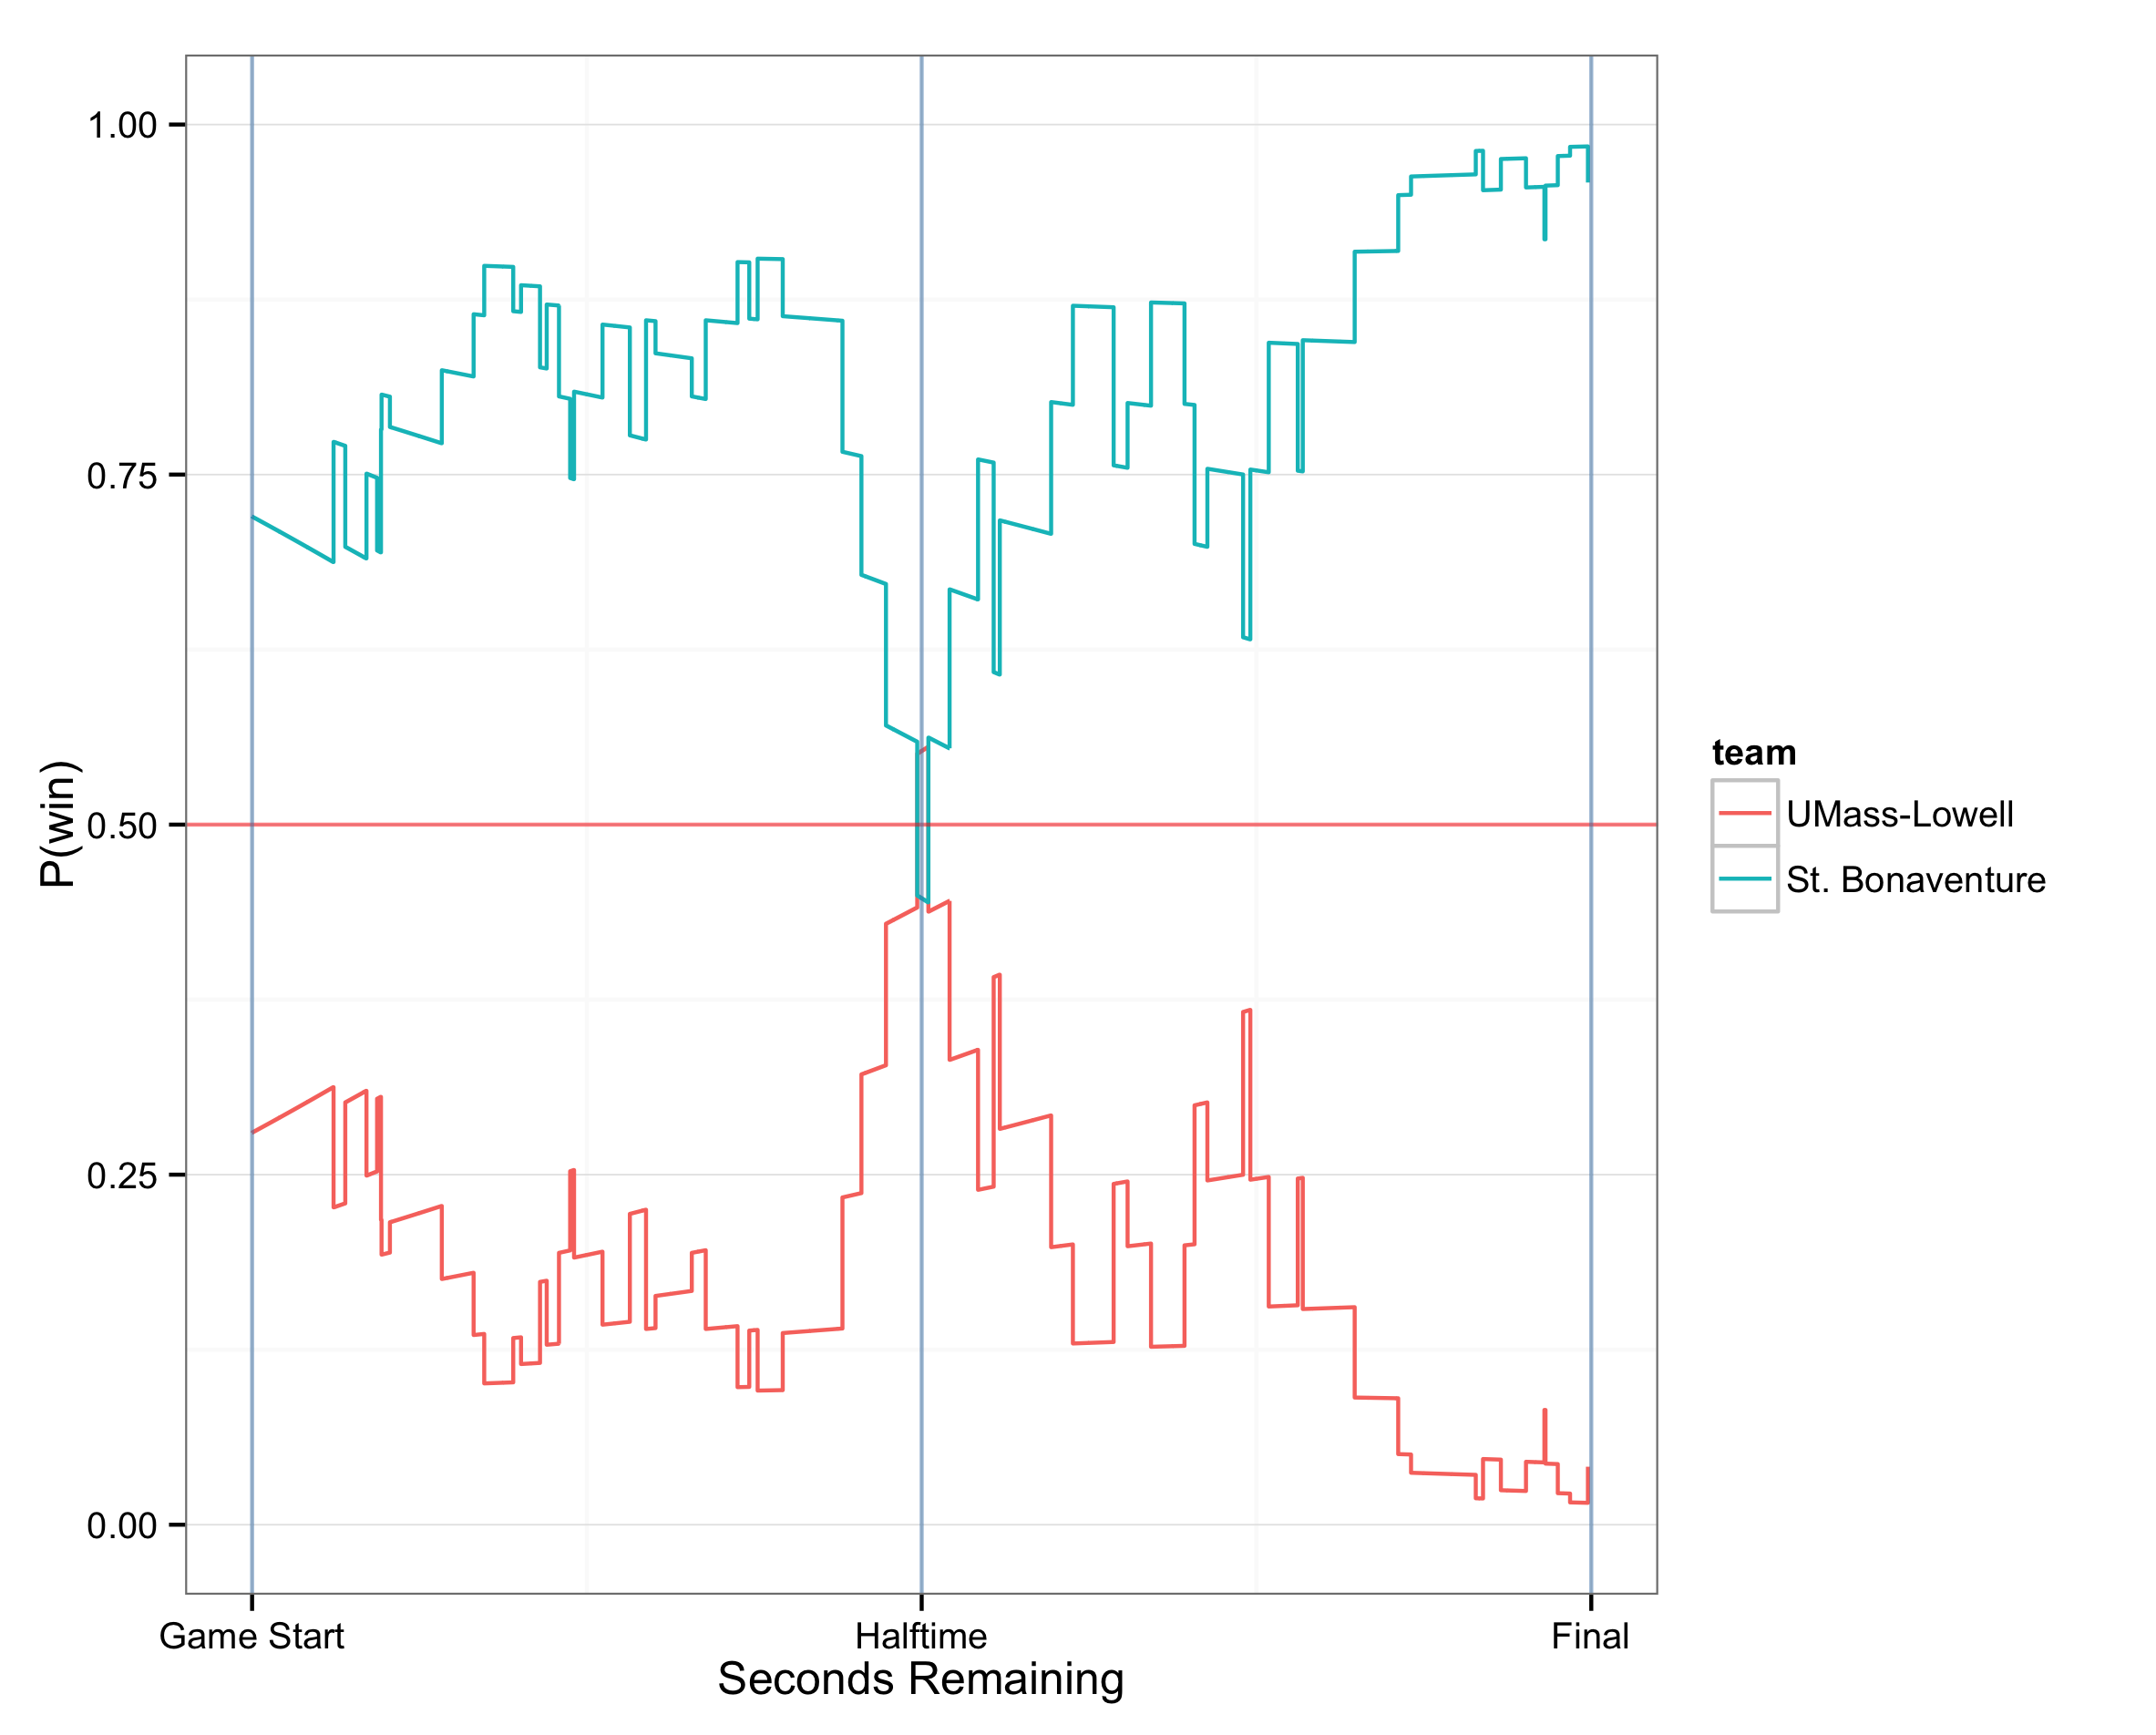 1.00
0.75
0.50
0.25
0.00
P(win)
Game Start
Halftime
Final
Seconds Remaining
team
UMass-Lowell
St. Bonaventure